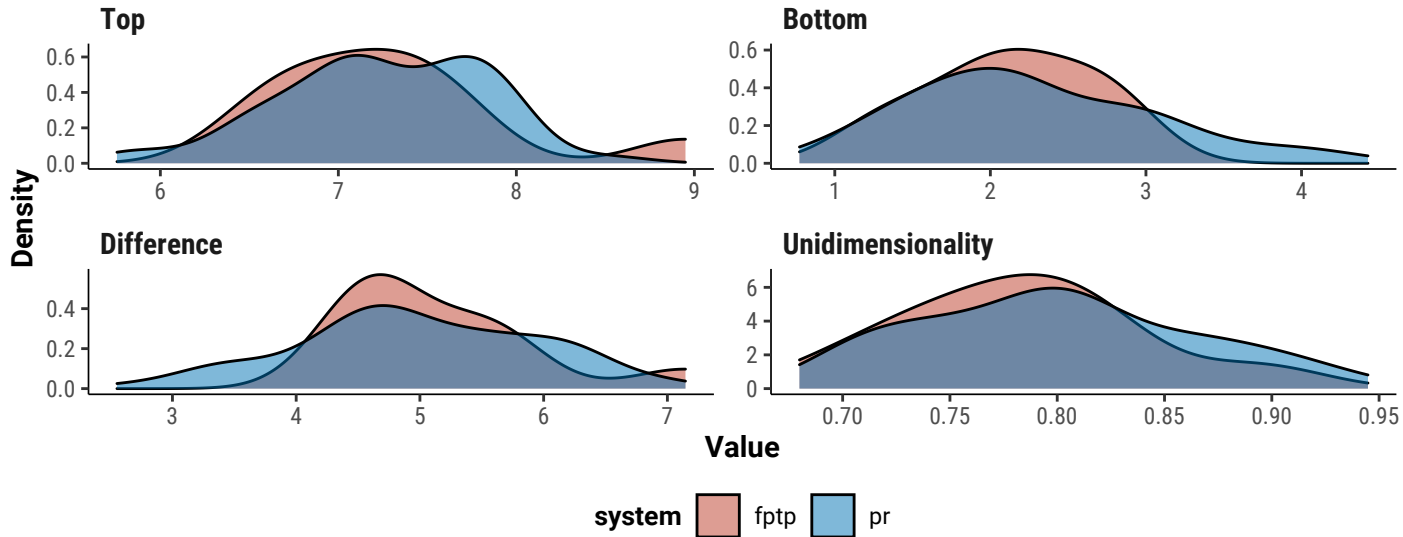 Top
0.6
0.4
0.2
0.0
6 7 8 9
Bottom
0.6
0.4
0.2
0.0
1 2 3 4
Density
Difference
0.4
0.2
0.0
3 4 5 6 7
Unidimensionality
6
4
2
0
0.70 0.75 0.80 0.85 0.90 0.95
Value
system fptp pr